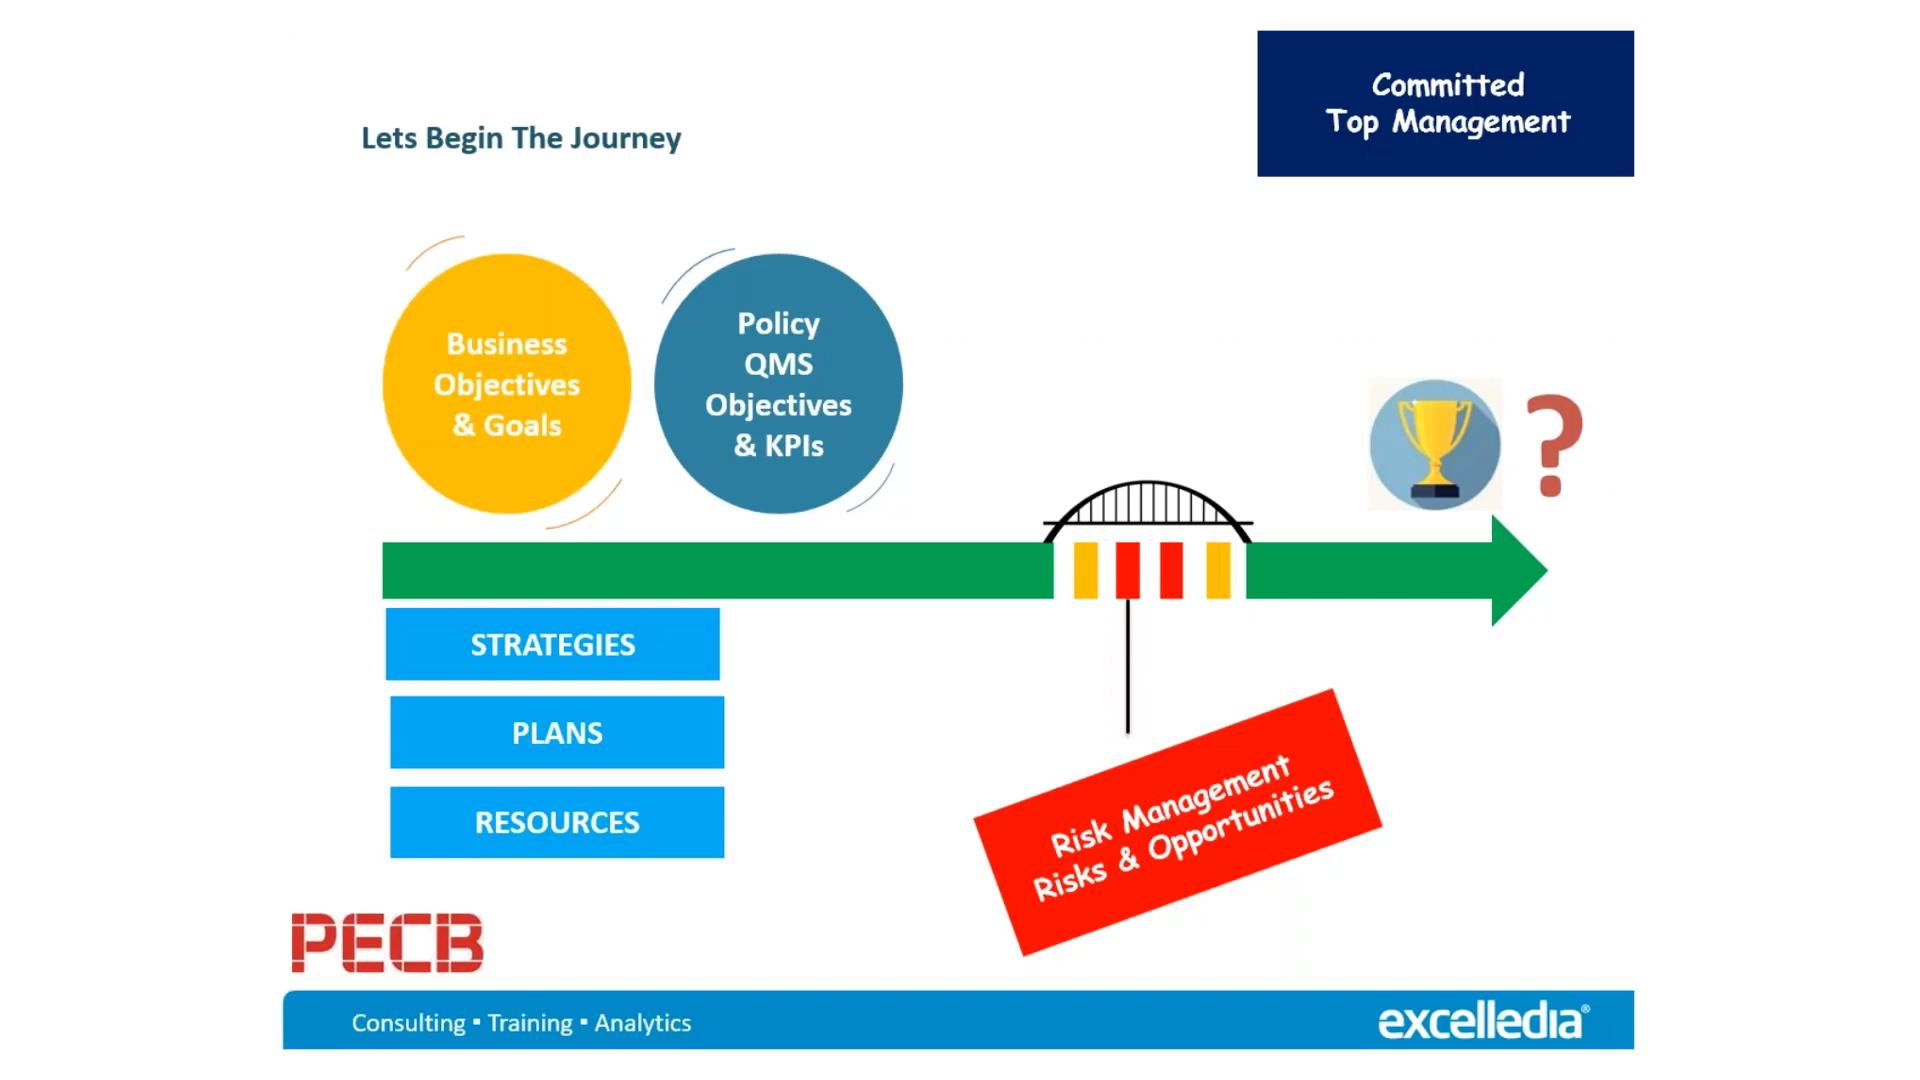 Committed
Top Management
Lets Begin The Journey
Business
Objectives
& Goals
Policy
QMS
Objectives
& KPIs
?
STRATEGIES
PLANS
RESOURCES
Risk Management
Risks & Opportunities
PECB
Consulting ▪ Training ▪ Analytics
excelledia®